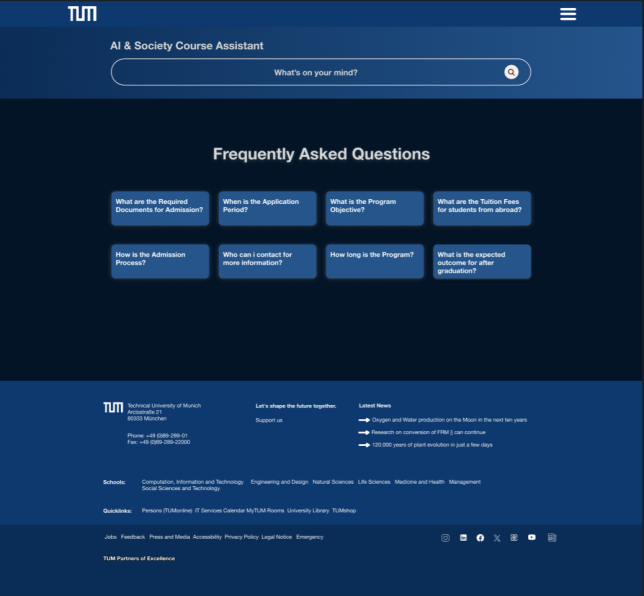 TUM
AI & Society Course Assistant
What's on your mind?
Frequently Asked Questions
What are the Required
Documents for Admission?
When is the Application
Period?
What is the Program
Objective?
What are the Tuition Fees
for students from abroad?
How is the Admission
Process?
Who can i contact for
more information?
How long is the Program?
What is the expected
outcome for after
graduation?
TUM
Technical University of Munich
Arcisstraße 21
80333 München
Phone: +49 (0)89-289-01
Fax: +49 (0)89-289-22000
Let's shape the future together.
Support us
Latest News
Oxygen and Water production on the Moon in the next ten years
Research on conversion of FRM || can continue
120.000 years of plant evolution in just a few days
Schools: Computation, Information and Technology Engineering and Design Natural Sciences Life Sciences Medicine and Health Management
Social Sciences and Technology
Quicklinks: Persons (TUMonline) IT Services Calendar MyTUM Rooms University Library TUMshop
Jobs Feedback Press and Media Accessibility Privacy Policy Legal Notice Emergency
TUM Partners of Excellence